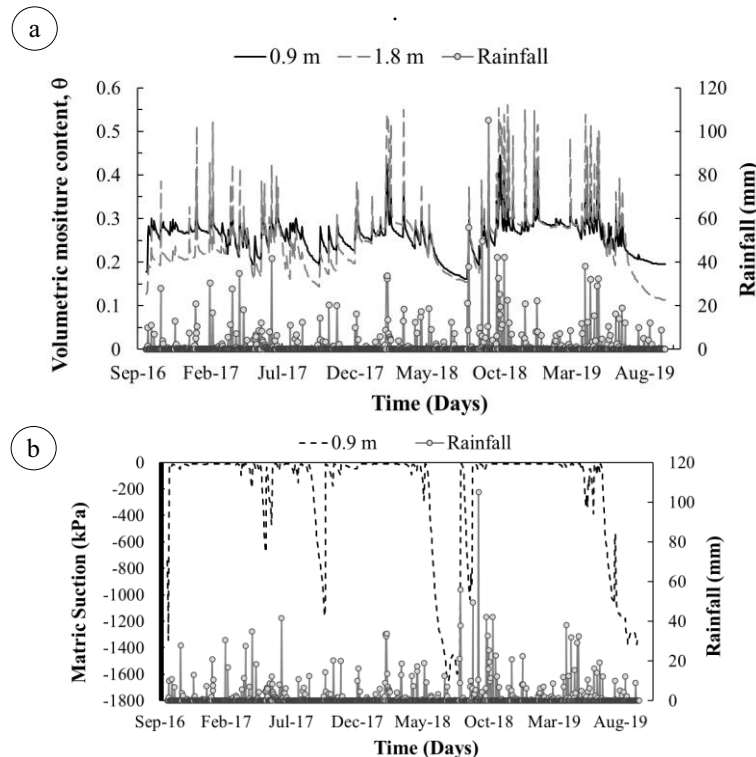 .
a
0.9 m 1.8 m Rainfall
Volumetric mositure content, θ
0.6
0.5
0.4
0.3
0.2
0.1
0
120
100
80
60
40
20
0
Rainfall (mm)
Sep-16 Feb-17 Jul-17 Dec-17 May-18 Oct-18 Mar-19 Aug-19
Time (Days)
b
0.9 m Rainfall
Matric Suction (kPa)
0
-200
-400
-600
-800
-1000
-1200
-1400
-1600
-1800
120
100
80
60
40
20
0
Rainfall (mm)
Sep-16 Feb-17 Jul-17 Dec-17 May-18 Oct-18 Mar-19 Aug-19
Time (Days)